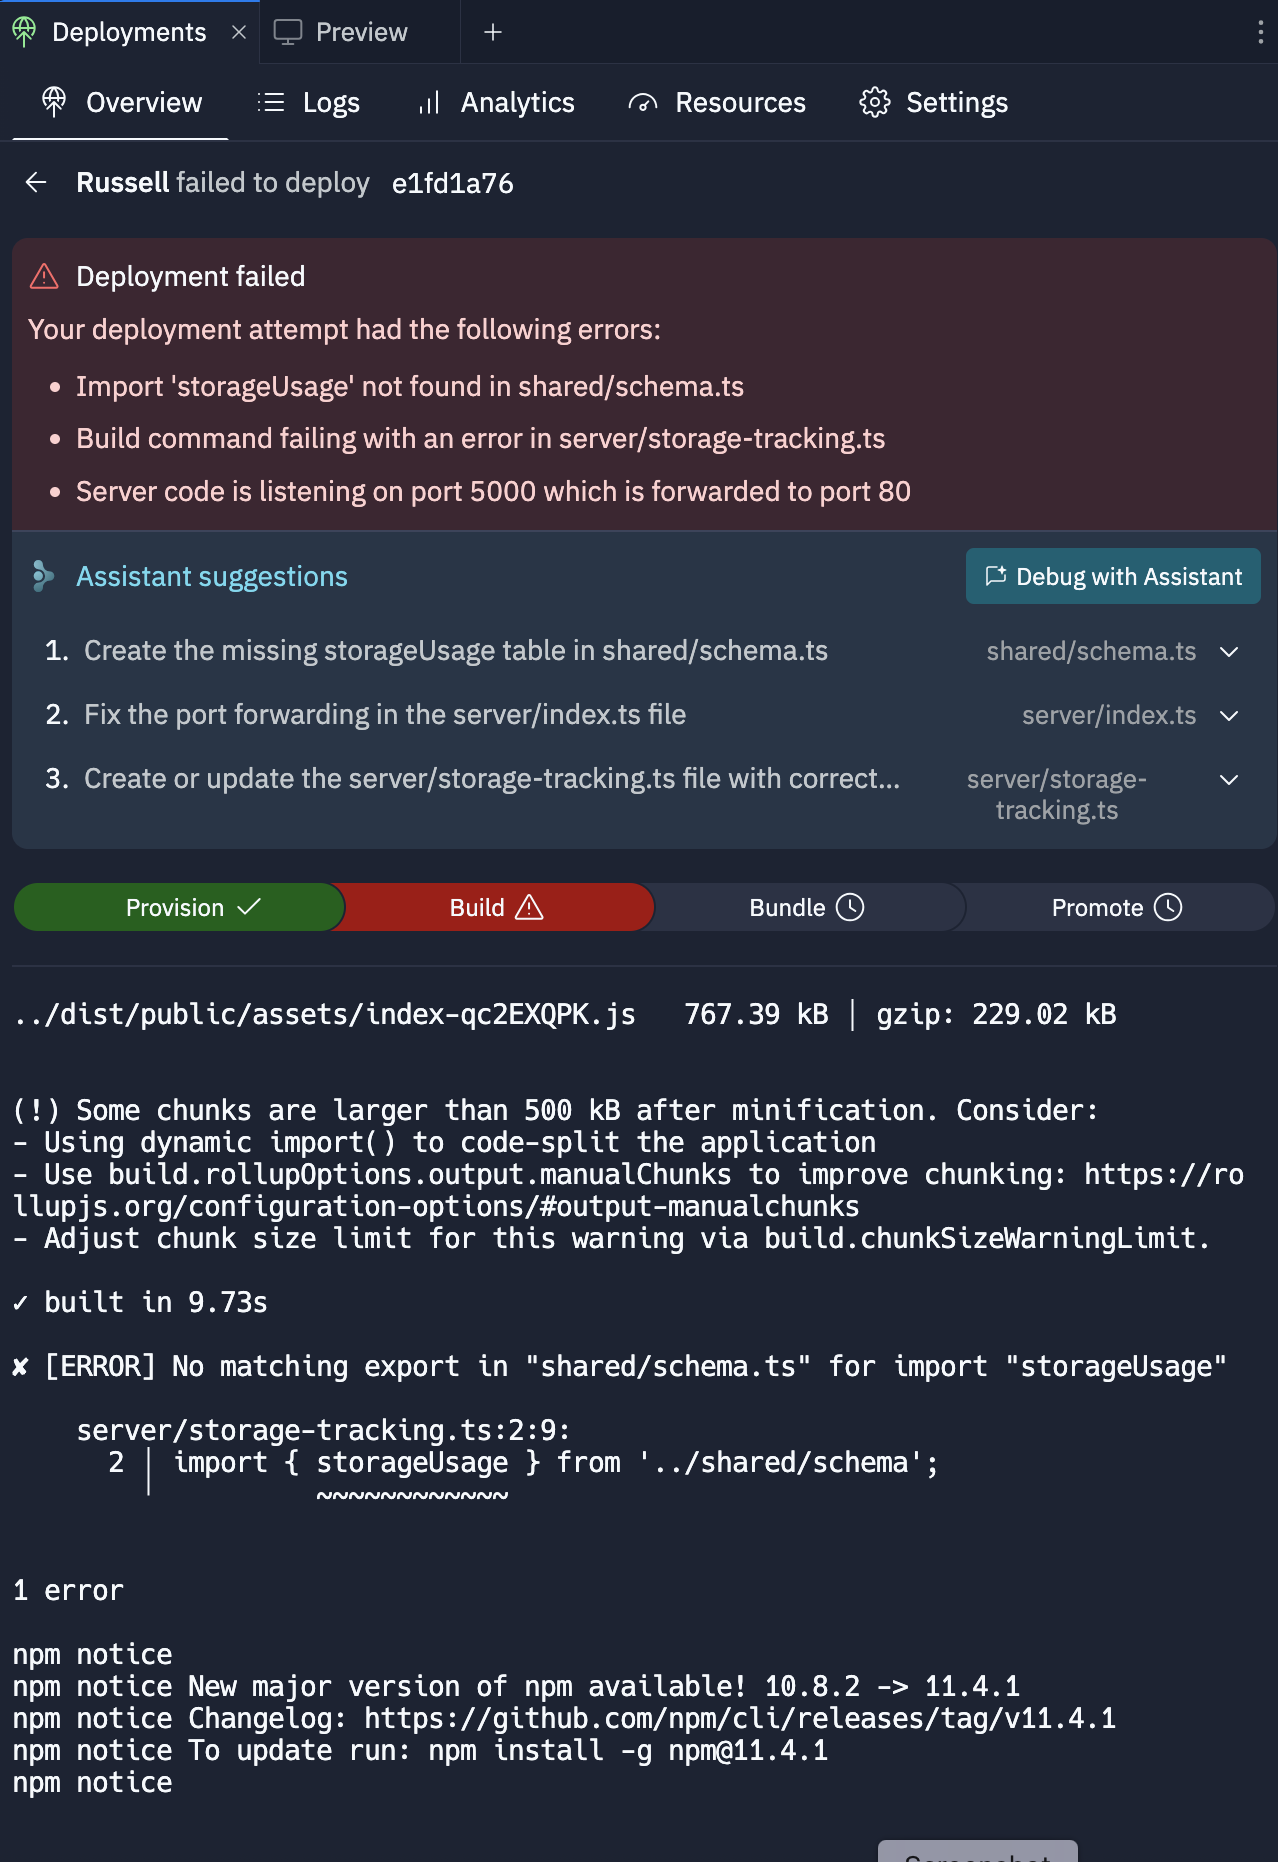 Deployments
Preview
Overview
Logs
Analytics
Resources
Settings
Russell failed to deploy e1fd1a76
Deployment failed
Your deployment attempt had the following errors:
• Import 'storageUsage' not found in shared/schema.ts
• Build command failing with an error in server/storage-tracking.ts
• Server code is listening on port 5000 which is forwarded to port 80
Assistant suggestions
Debug with Assistant
1. Create the missing storageUsage table in shared/schema.ts
shared/schema.ts
2. Fix the port forwarding in the server/index.ts file
server/index.ts
3. Create or update the server/storage-tracking.ts file with correct...
server/storage-
tracking.ts
Provision ✓
Build
Bundle
Promote
../dist/public/assets/index-qc2EXQPK.js   767.39 kB │ gzip: 229.02 kB
(!) Some chunks are larger than 500 kB after minification. Consider:
- Using dynamic import() to code-split the application
- Use build.rollupOptions.output.manualChunks to improve chunking: https://ro
llupjs.org/configuration-options/#output-manualchunks
- Adjust chunk size limit for this warning via build.chunkSizeWarningLimit.
✓ built in 9.73s
✘ [ERROR] No matching export in "shared/schema.ts" for import "storageUsage"
server/storage-tracking.ts:2:9:
2 │ import { storageUsage } from '../shared/schema';
~~~~~~~~~~~~
1 error
npm notice
npm notice New major version of npm available! 10.8.2 -> 11.4.1
npm notice Changelog: https://github.com/npm/cli/releases/tag/v11.4.1
npm notice To update run: npm install -g npm@11.4.1
npm notice